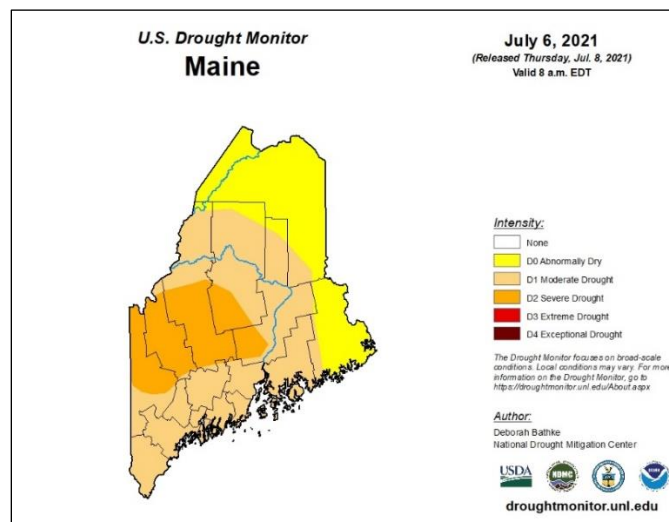 U.S. Drought Monitor
Maine
July 6, 2021
(Released Thursday, Jul. 8, 2021)
Valid 8 a.m. EDT
Intensity:
None
D0 Abnormally Dry
D1 Moderate Drought
D2 Severe Drought
D3 Extreme Drought
D4 Exceptional Drought
The Drought Monitor focuses on broad-scale
conditions. Local conditions may vary. For more
information on the Drought Monitor, go to
https://droughtmonitor.unl.edu/About.aspx
Author:
Deborah Bathke
National Drought Mitigation Center
USDA
NDMC
droughtmonitor.unl.edu